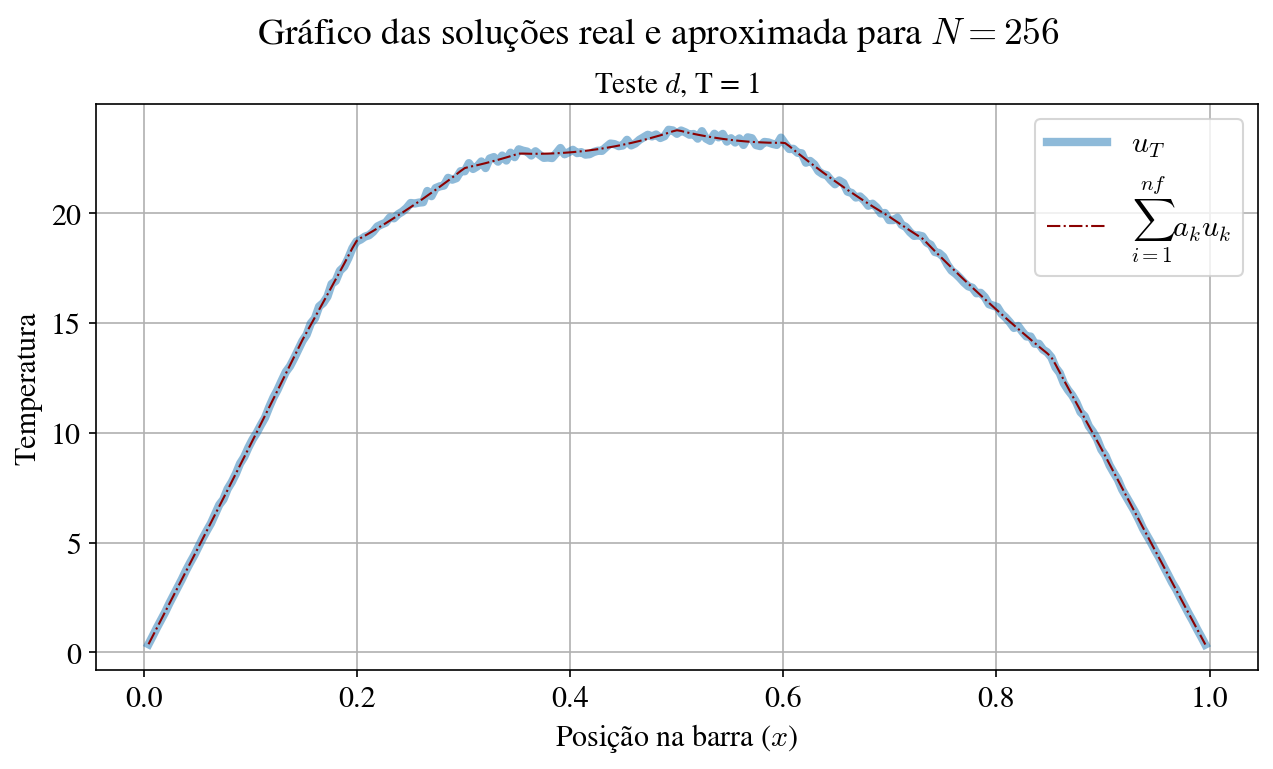 Gráfico das soluções real e aproximada para N = 256
Teste d, T = 1
u_T
nf
∑ a_k u_k
i = 1
Temperatura
20
15
10
5
0
0.0 0.2 0.4 0.6 0.8 1.0
Posição na barra (x)